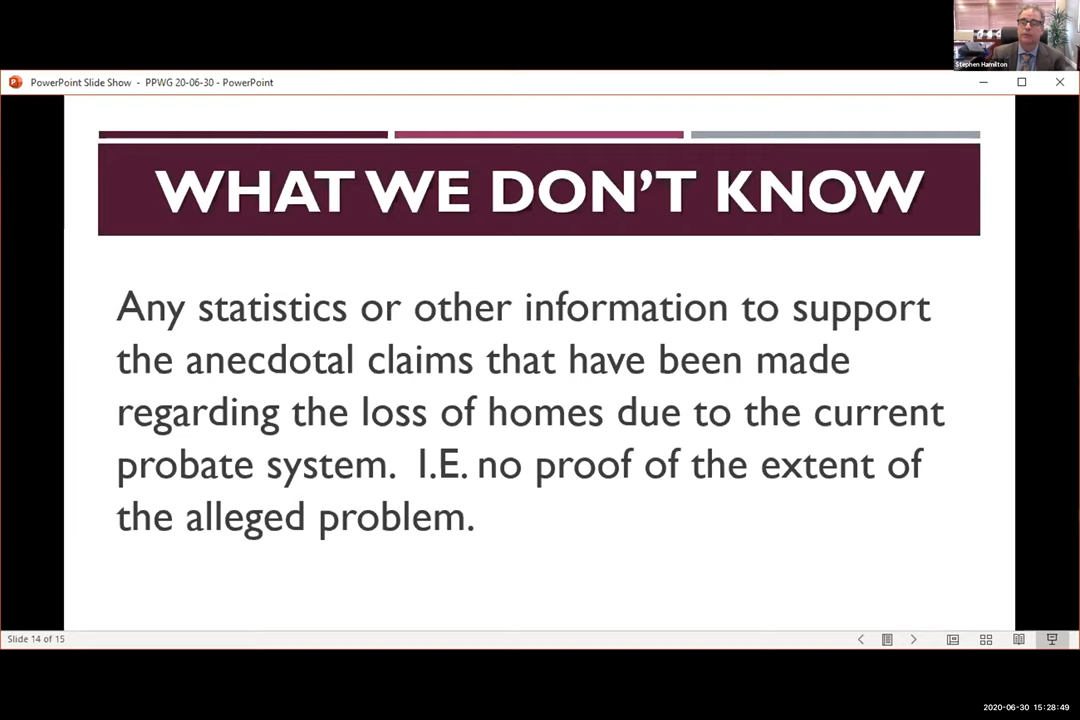 Stephen Hamilton
PowerPoint Slide Show - PPWG 20-06-30 - PowerPoint
WHAT WE DON'T KNOW
Any statistics or other information to support
the anecdotal claims that have been made
regarding the loss of homes due to the current
probate system.  I.E. no proof of the extent of
the alleged problem.
Slide 14 of 15
2020-06-30 15:28:49